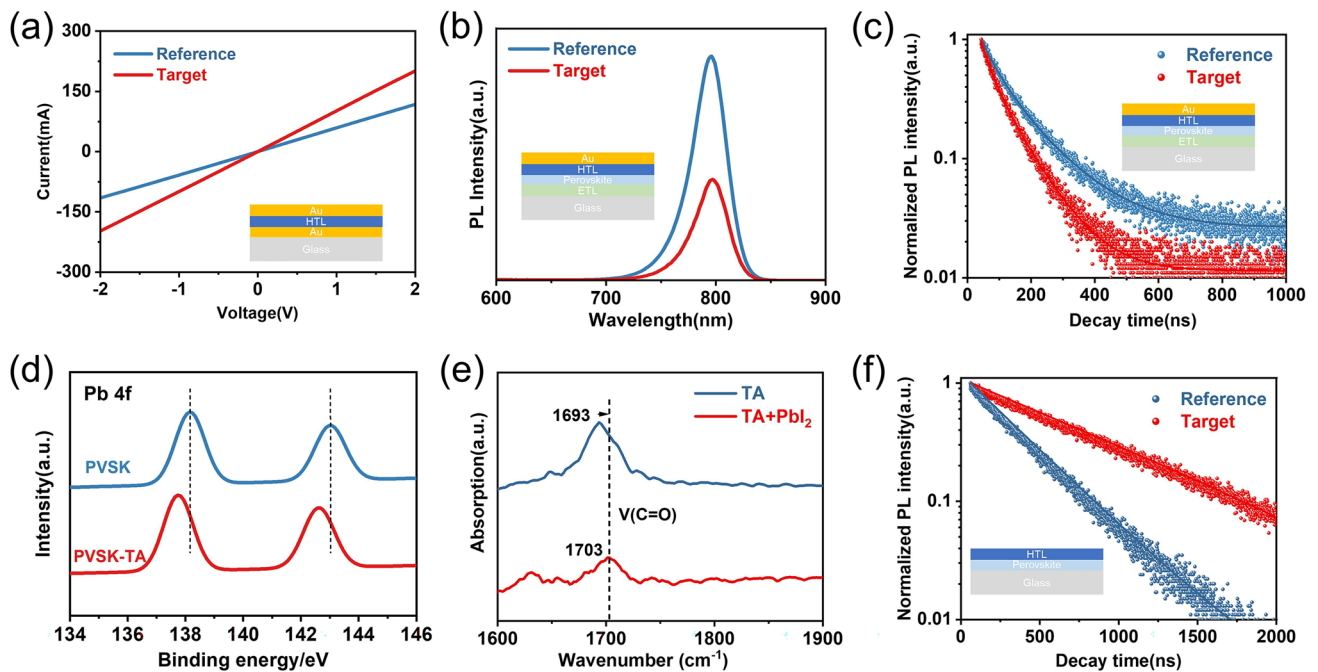 (a)
300
150
0
-150
-300
Current(mA)
Reference
Target
Au
HTL
Au
Glass
-2
-1
0
1
2
Voltage(V)
(b)
PL Intensity(a.u.)
Reference
Target
Au
HTL
Perovskite
ETL
Glass
600
700
800
900
Wavelength(nm)
(c)
Normalized PL intensity(a.u.)
1
0.1
0.01
Reference
Target
Au
HTL
Perovskite
ETL
Glass
0
200
400
600
800
1000
Decay time(ns)
(d)
Intensity(a.u.)
Pb 4f
PVSK
PVSK-TA
134
136
138
140
142
144
146
Binding energy/eV
(e)
Absorption(a.u.)
TA
TA+PbI₂
1693
V(C=O)
1703
1600
1700
1800
1900
Wavenumber (cm⁻¹)
(f)
Normalized PL intensity(a.u.)
1
0.1
0.01
Reference
Target
HTL
Perovskite
Glass
0
500
1000
1500
2000
Decay time(ns)